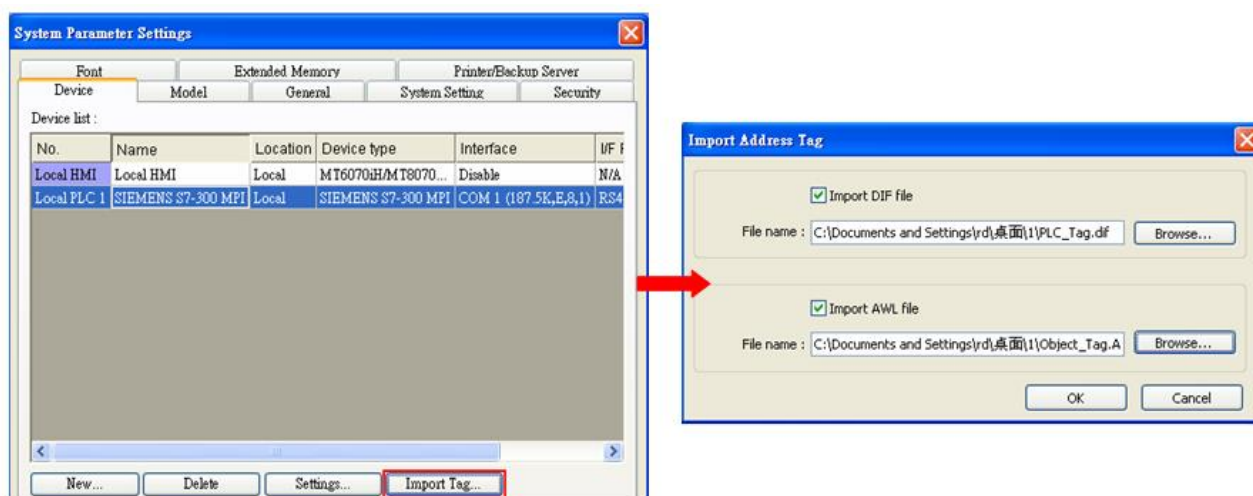 System Parameter Settings
Font Extended Memory Printer/Backup Server
Device Model General System Setting Security
Device list :
No. Name Location Device type Interface I/F
Local HMI Local HMI Local MT6070iH/MT8070... Disable N/A
Local PLC 1 SIEMENS S7-300 MPI Local SIEMENS S7-300 MPI COM 1 (187.5K,E,8,1) RS4
New... Delete Settings... Import Tag...
Import Address Tag
Import DIF file
File name : C:\Documents and Settings\rd\桌面\1\PLC_Tag.dif Browse...
Import AWL file
File name : C:\Documents and Settings\rd\桌面\1\Object_Tag.A Browse...
OK Cancel